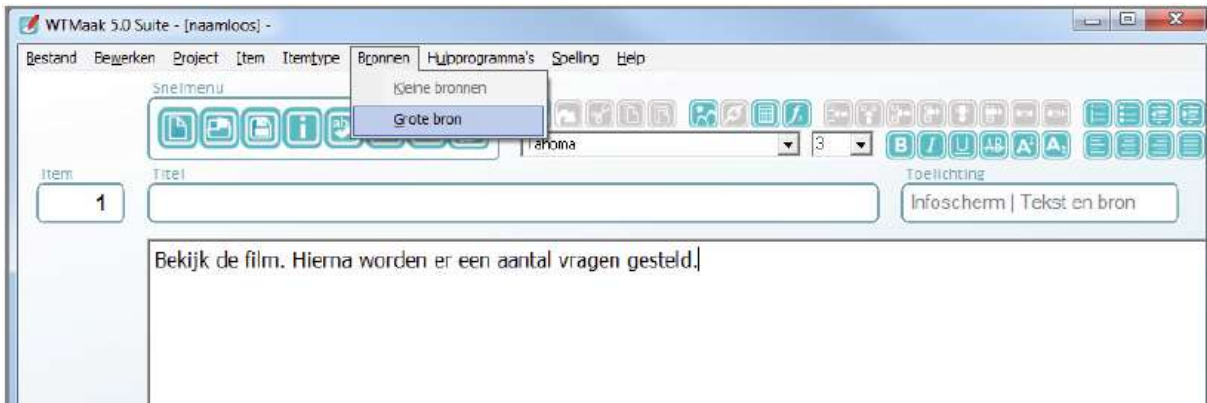 WTMaak 5.0 Suite - [naamloos] -
Bestand Bewerken Project Item Itemtype Bronnen Hulpprogramma's Spelling Help
Snelmenu
Kleine bronnen
Grote bron
Tahoma 3
Item Titel Toelichting
1 Infoscherm | Tekst en bron
Bekijk de film. Hierna worden er een aantal vragen gesteld.